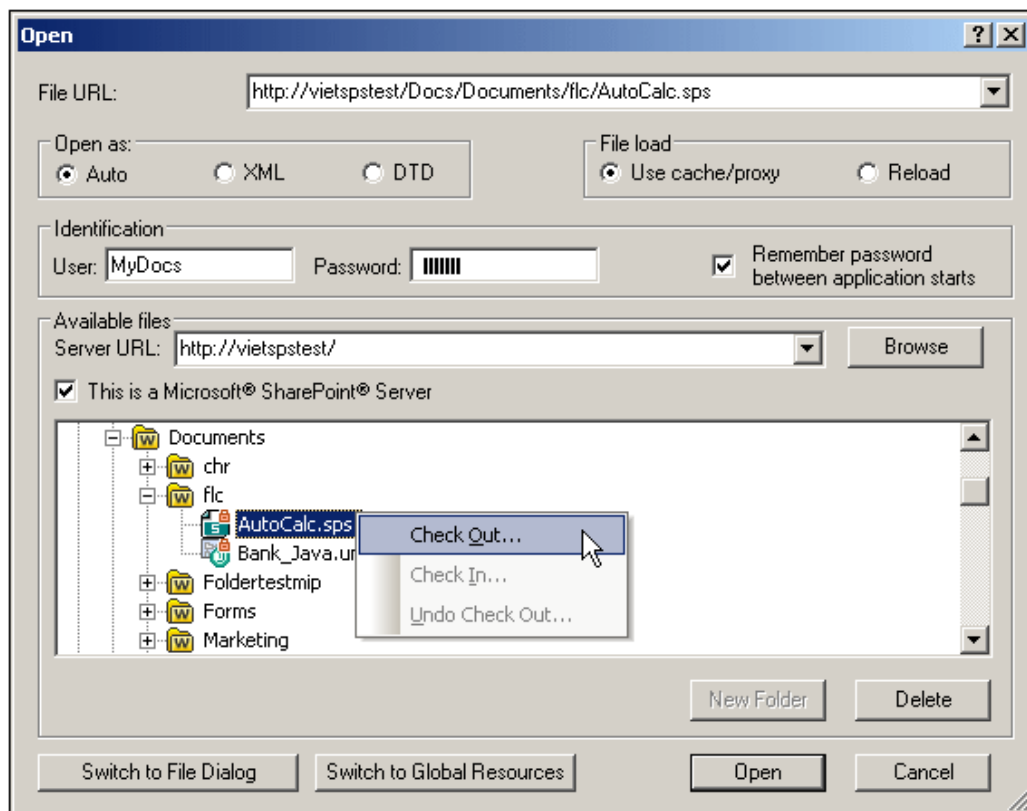 Open
File URL: http://vietspstest/Docs/Documents/flc/AutoCalc.sps
Open as: File load
Auto XML DTD Use cache/proxy Reload
Identification
User: MyDocs Password: Remember password
between application starts
Available files
Server URL: http://vietspstest/ Browse
This is a Microsoft® SharePoint® Server
Documents
chr
flc
AutoCalc.sps Check Out...
Bank_Java.um
Check In...
Foldertestmip
Undo Check Out...
Forms
Marketing
New Folder Delete
Switch to File Dialog Switch to Global Resources Open Cancel